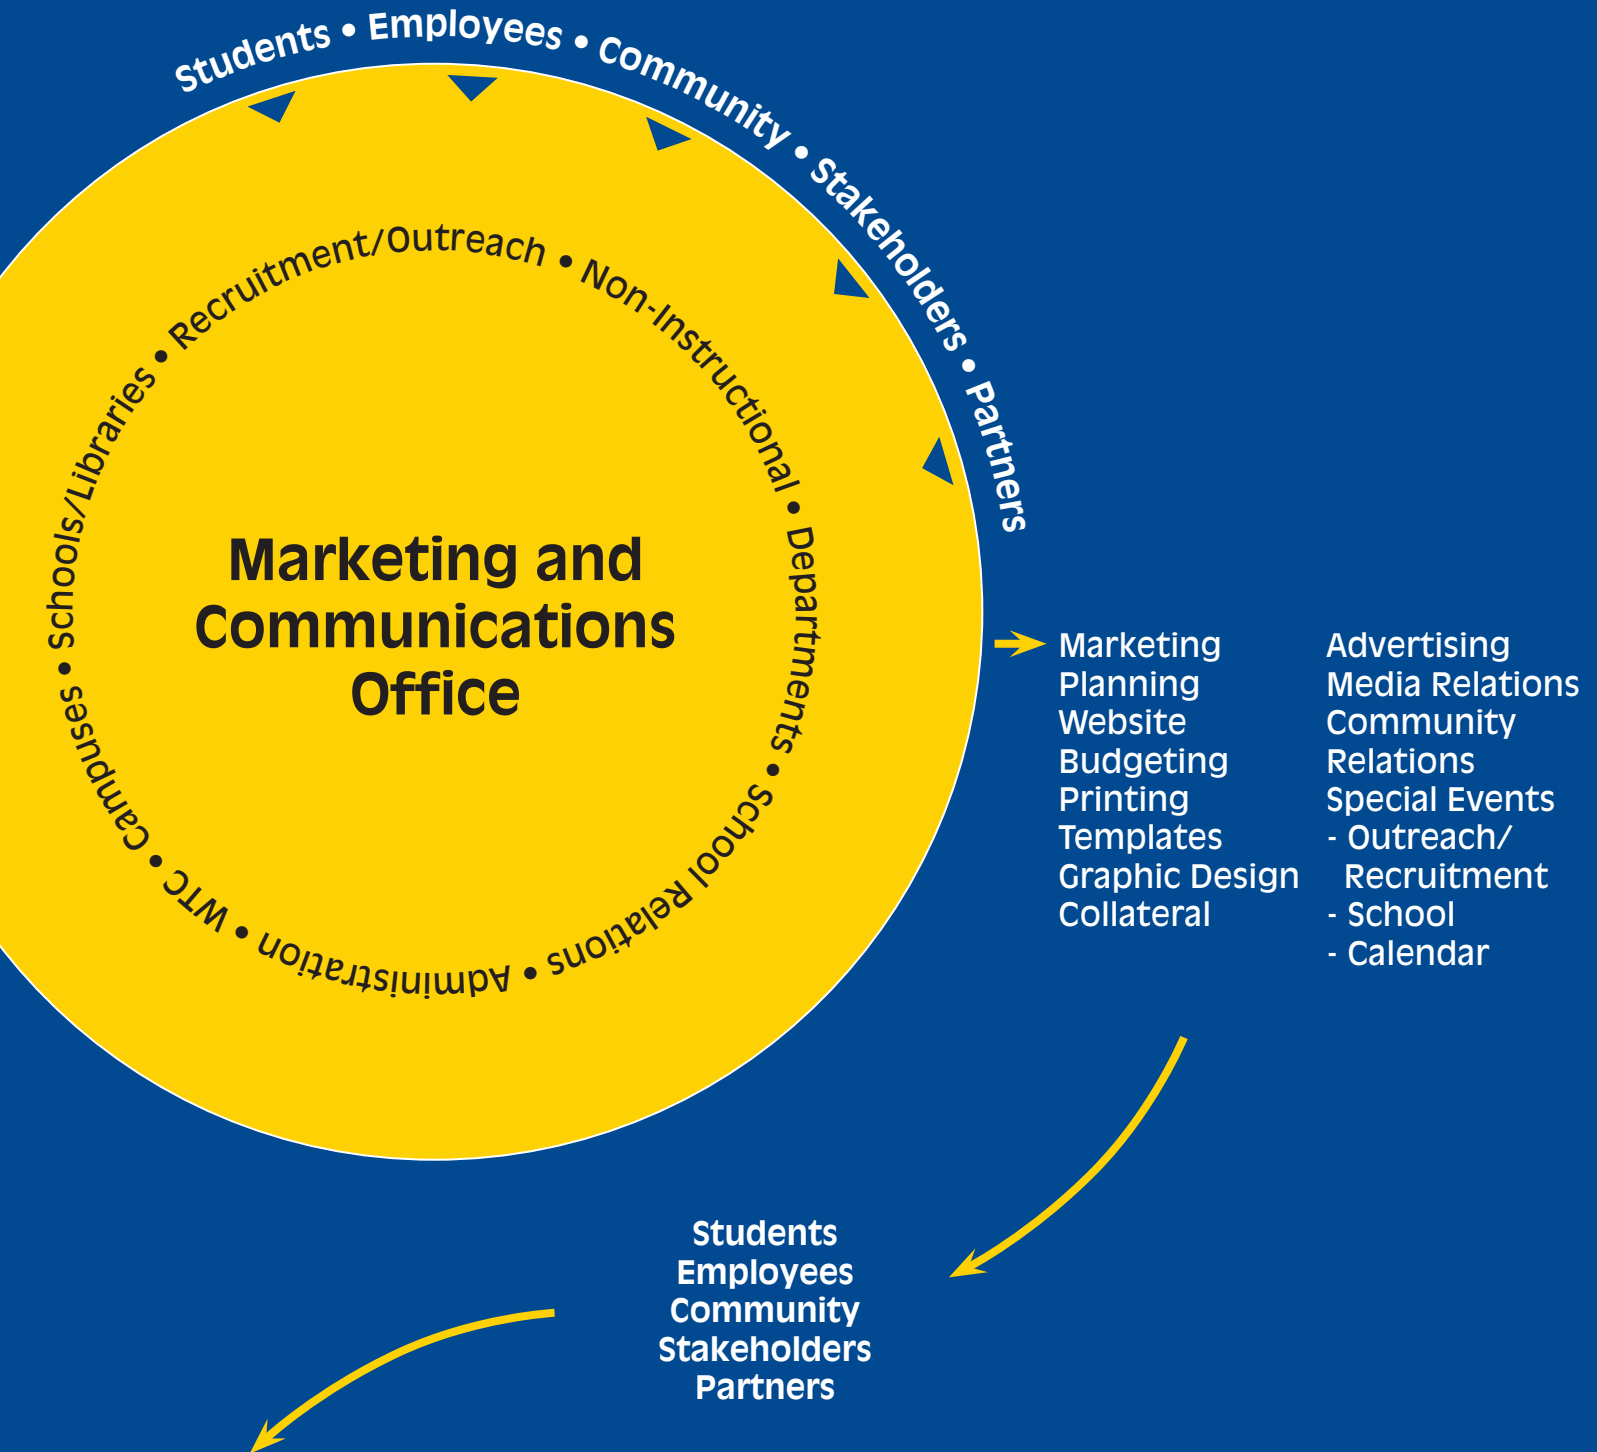 Students • Employees • Community • Stakeholders • Partners
Recruitment/Outreach • Non-Instructional • Departments • School Relations • Administration • WTC • Campuses • Schools/Libraries •
Marketing and
Communications
Office
Marketing
Planning
Website
Budgeting
Printing
Templates
Graphic Design
Collateral
Advertising
Media Relations
Community
Relations
Special Events
- Outreach/
Recruitment
- School
- Calendar
Students
Employees
Community
Stakeholders
Partners